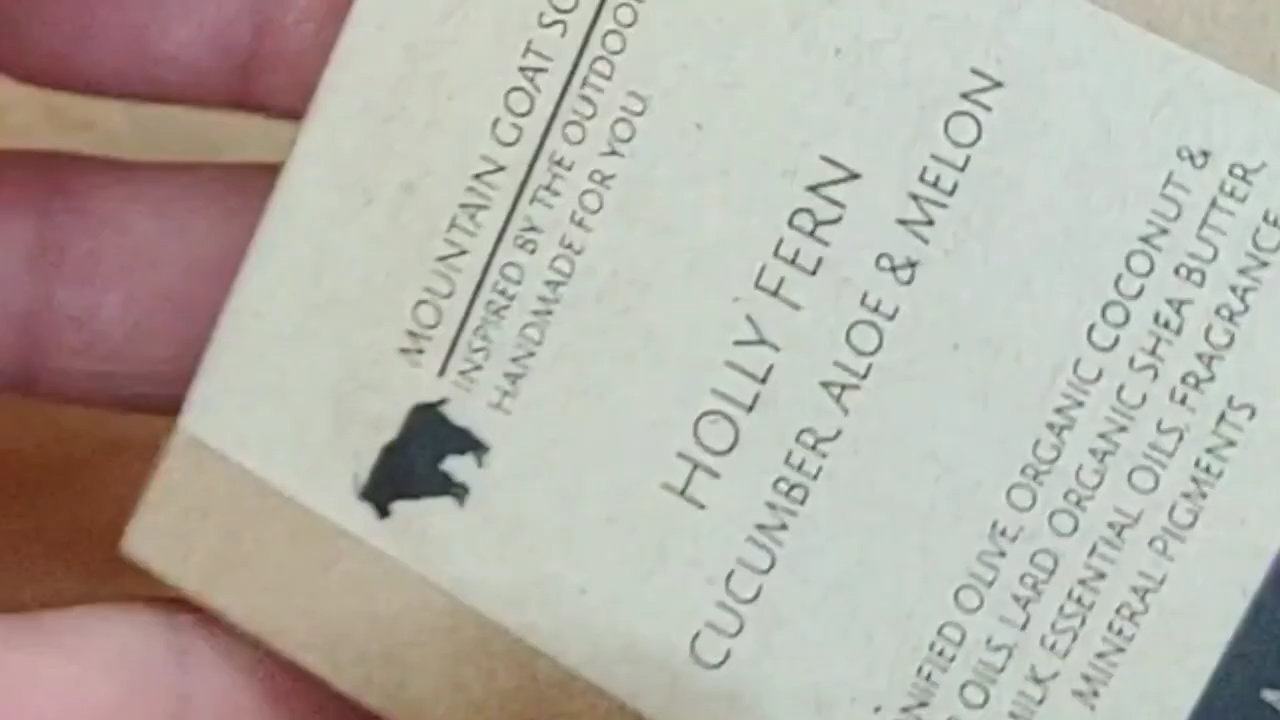 MOUNTAIN GOAT
INSPIRED BY THE
HANDMADE FOR YOU
HOLLY FERN
CUCUMBER ALOE & MELON
OLIVE, ORGANIC COCONUT &
OILS, LARD ORGANIC SHEA BUTTER
ESSENTIAL OILS, FRAGRANCE
MINERAL PIGMENTS